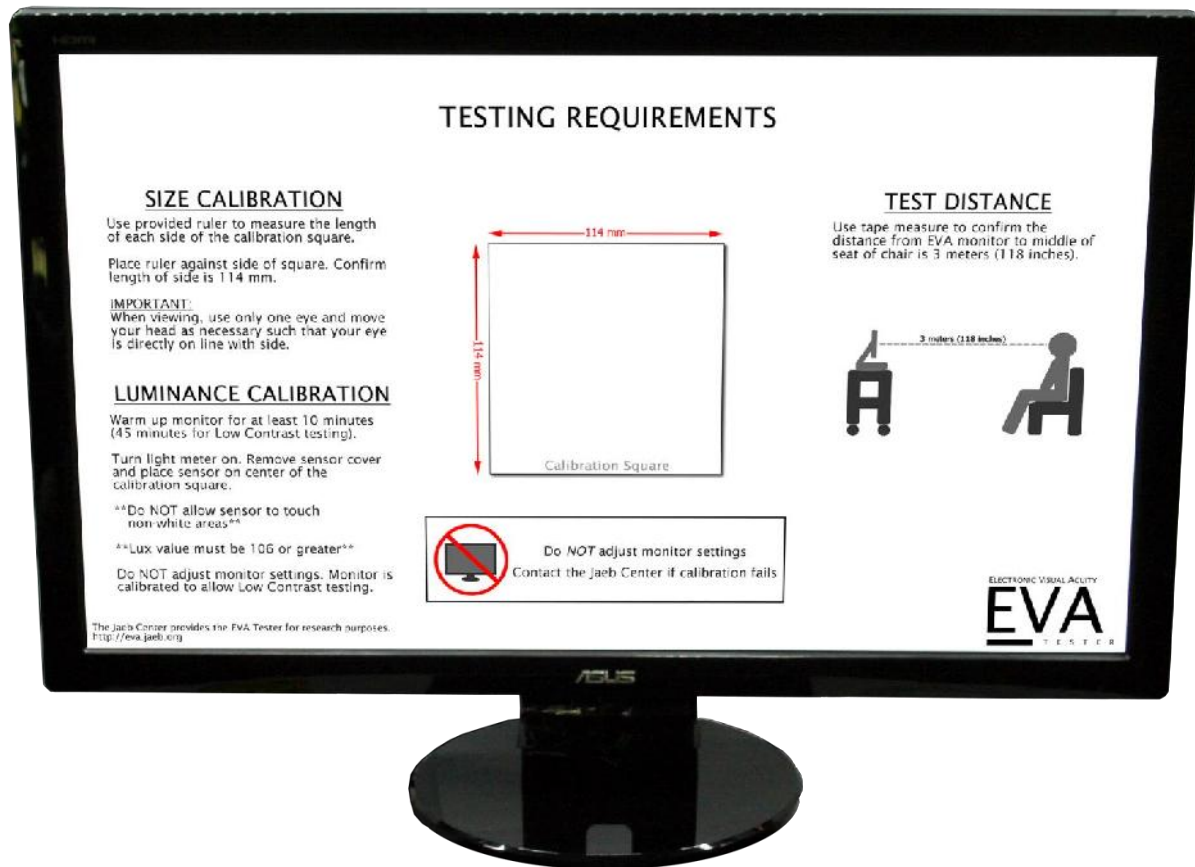 HDMI
TESTING REQUIREMENTS
SIZE CALIBRATION
Use provided ruler to measure the length
of each side of the calibration square.
Place ruler against side of square. Confirm
length of side is 114 mm.
IMPORTANT:
When viewing, use only one eye and move
your head as necessary such that your eye
is directly on line with side.
LUMINANCE CALIBRATION
Warm up monitor for at least 10 minutes
(45 minutes for Low Contrast testing).
Turn light meter on. Remove sensor cover
and place sensor on center of the
calibration square.
**Do NOT allow sensor to touch
non-white areas**
**Lux value must be 106 or greater**
Do NOT adjust monitor settings. Monitor is
calibrated to allow Low Contrast testing.
The Jaeb Center provides the EVA Tester for research purposes.
http://eva.jaeb.org
114 mm
114 mm
Calibration Square
Do NOT adjust monitor settings
Contact the Jaeb Center if calibration fails
TEST DISTANCE
Use tape measure to confirm the
distance from EVA monitor to middle of
seat of chair is 3 meters (118 inches).
3 meters (118 inches)
ELECTRONIC VISUAL ACUITY
EVA
TESTER
ASUS